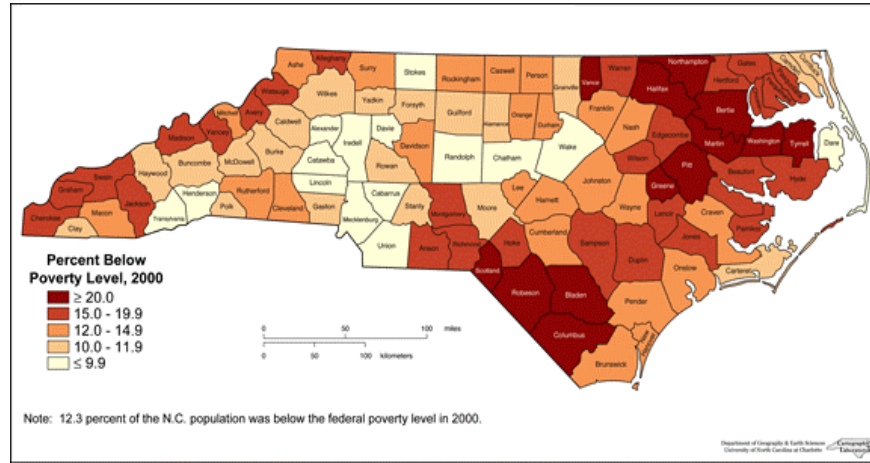 Ashe
Alleghany
Surry
Stokes
Rockingham
Caswell
Person
Granville
Vance
Warren
Northampton
Gates
Hertford
Halifax
Watauga
Wilkes
Yadkin
Forsyth
Guilford
Alamance
Orange
Durham
Franklin
Nash
Bertie
Mitchell
Avery
Caldwell
Alexander
Iredell
Davie
Davidson
Randolph
Chatham
Wake
Edgecombe
Martin
Washington
Tyrrell
Dare
Madison
Yancey
Burke
Catawba
Rowan
Wilson
Pitt
Beaufort
Hyde
Haywood
Buncombe
McDowell
Lincoln
Lee
Johnston
Greene
Swain
Graham
Henderson
Rutherford
Cleveland
Gaston
Cabarrus
Stanly
Montgomery
Moore
Harnett
Wayne
Lenoir
Craven
Pamlico
Cherokee
Clay
Macon
Jackson
Transylvania
Polk
Mecklenburg
Union
Anson
Richmond
Hoke
Cumberland
Sampson
Duplin
Jones
Onslow
Carteret
Scotland
Robeson
Bladen
Pender
Columbus
Brunswick
Percent Below
Poverty Level, 2000
≥ 20.0
15.0 - 19.9
12.0 - 14.9
10.0 - 11.9
≤ 9.9
0 50 100 miles
0 50 100 kilometers
Note: 12.3 percent of the N.C. population was below the federal poverty level in 2000.
Department of Geography & Earth Sciences
University of North Carolina at Charlotte
Cartography
Laboratory